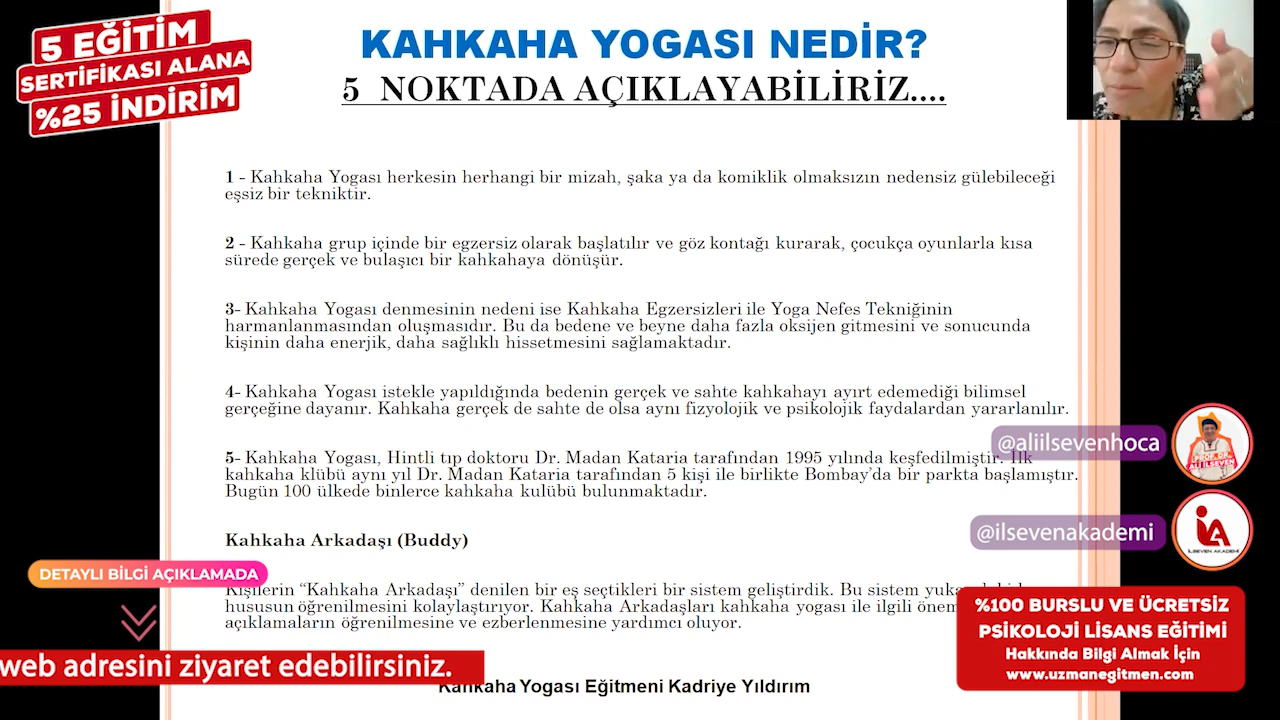 5 EĞİTİM
SERTİFİKASI ALANA
%25 İNDİRİM
KAHKAHA YOGASI NEDİR?
5 NOKTADA AÇIKLAYABİLİRİZ....
1 - Kahkaha Yogası herkesin herhangi bir mizah, şaka ya da komiklik olmaksızın nedensiz gülebileceği
eşsiz bir tekniktir.
2 - Kahkaha grup içinde bir egzersiz olarak başlatılır ve göz kontağı kurarak, çocukça oyunlarla kısa
sürede gerçek ve bulaşıcı bir kahkahaya dönüşür.
3- Kahkaha Yogası denmesinin nedeni ise Kahkaha Egzersizleri ile Yoga Nefes Tekniğinin
harmanlanmasından oluşmasıdır. Bu da bedene ve beyne daha fazla oksijen gitmesini ve sonucunda
kişinin daha enerjik, daha sağlıklı hissetmesini sağlamaktadır.
4- Kahkaha Yogası istekle yapıldığında bedenin gerçek ve sahte kahkahayı ayırt edemediği bilimsel
gerçeğine dayanır. Kahkaha gerçek de sahte de olsa aynı fizyolojik ve psikolojik faydalardan yararlanılır.
5- Kahkaha Yogası, Hintli tıp doktoru Dr. Madan Kataria tarafından 1995 yılında keşfedilmiştir. İlk
kahkaha klübü aynı yıl Dr. Madan Kataria tarafından 5 kişi ile birlikte Bombay'da bir parkta başlamıştır.
Bugün 100 ülkede binlerce kahkaha kulübü bulunmaktadır.
@aliilsevenhoca
PROF. DR.
ALİ İLSEVEN
@ilsevenakademi
İLSEVEN AKADEMİ
Kahkaha Arkadaşı (Buddy)
DETAYLI BİLGİ AÇIKLAMADA
Kişilerin “Kahkaha Arkadaşı” denilen bir eş seçtikleri bir sistem geliştirdik. Bu sistem
hususun öğrenilmesini kolaylaştırıyor. Kahkaha Arkadaşları kahkaha yogası ile ilgili
açıklamaların öğrenilmesine ve ezberlenmesine yardımcı oluyor.
%100 BURSLU VE ÜCRETSİZ
PSİKOLOJİ LİSANS EĞİTİMİ
Hakkında Bilgi Almak İçin
www.uzmanegitmen.com
web adresini ziyaret edebilirsiniz.
Kahkaha Yogası Eğitmeni Kadriye Yıldırım